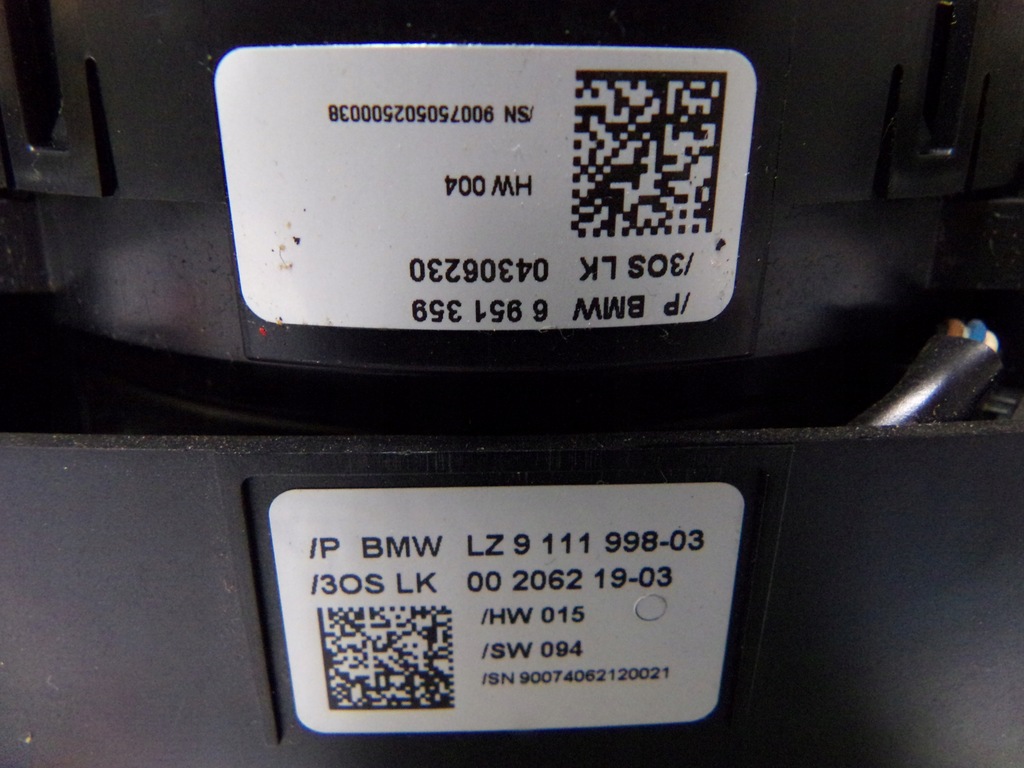 /P BMW 6 951 359
/3OS LK 04306230
HW 004
/SN 900750502500038
/P BMW LZ 9 111 998-03
/3OS LK 00 2062 19-03
/HW 015
/SW 094
/SN 90074062120021